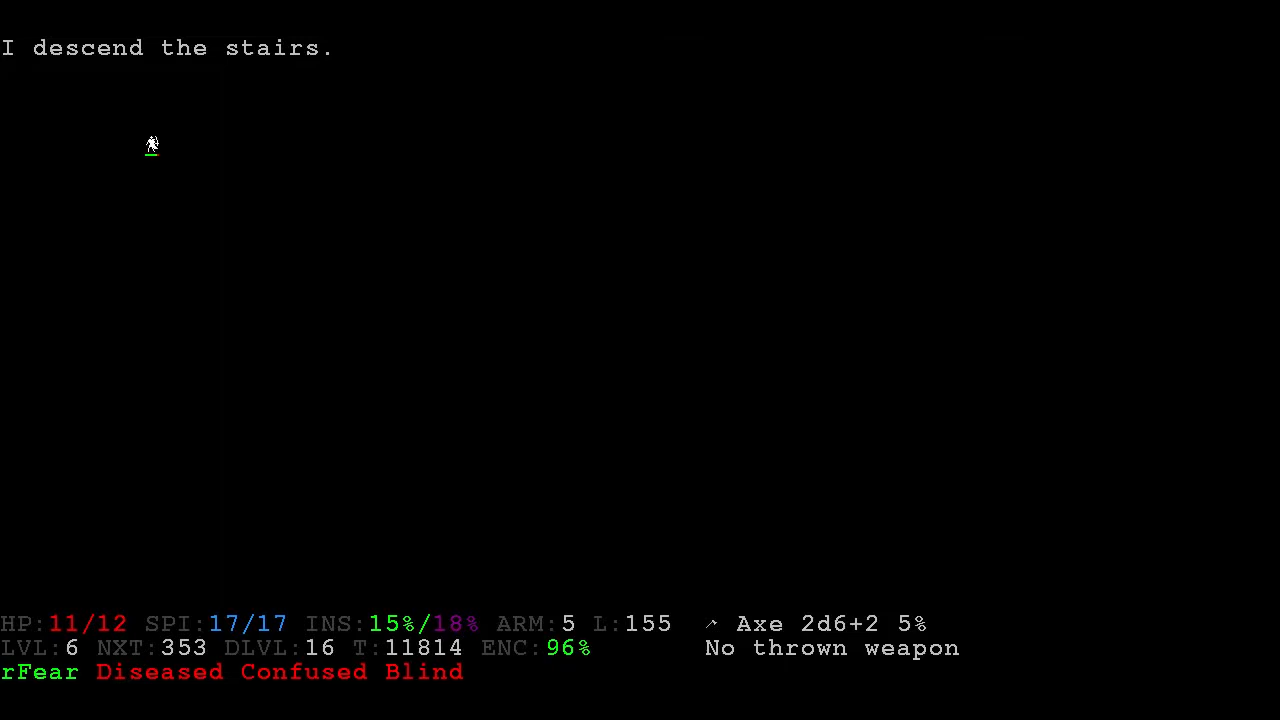 I descend the stairs.
HP:11/12 SPI:17/17 INS:15%/18% ARM:5 L:155 Axe 2d6+2 5%
LVL:6 NXT:353 DLVL:16 T:11814 ENC:96% No thrown weapon
rFear Diseased Confused Blind